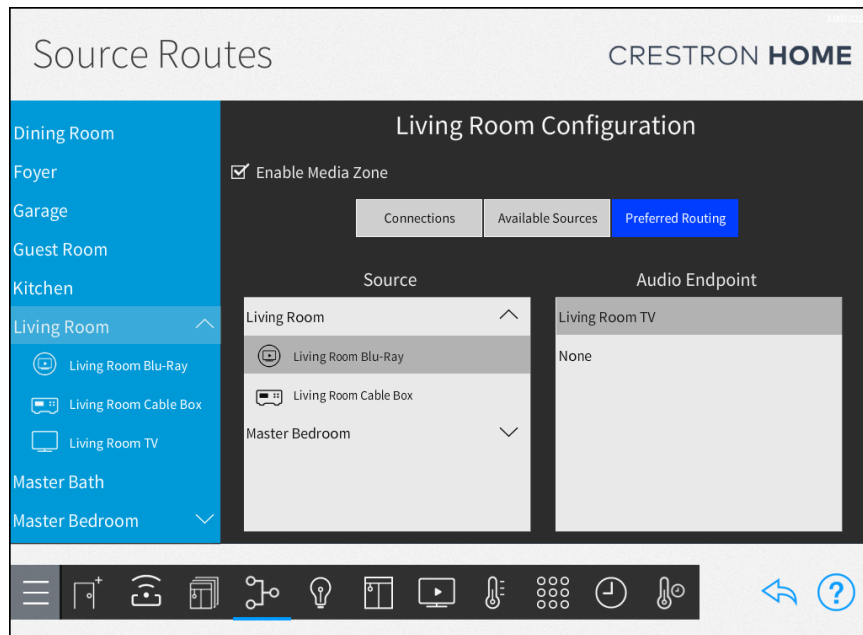 Source Routes
CRESTRON HOME
Dining Room
Foyer
Garage
Guest Room
Kitchen
Living Room
Living Room Blu-Ray
Living Room Cable Box
Living Room TV
Master Bath
Master Bedroom
Living Room Configuration
Enable Media Zone
Connections
Available Sources
Preferred Routing
Source
Living Room
Living Room Blu-Ray
Living Room Cable Box
Master Bedroom
Audio Endpoint
Living Room TV
None
?